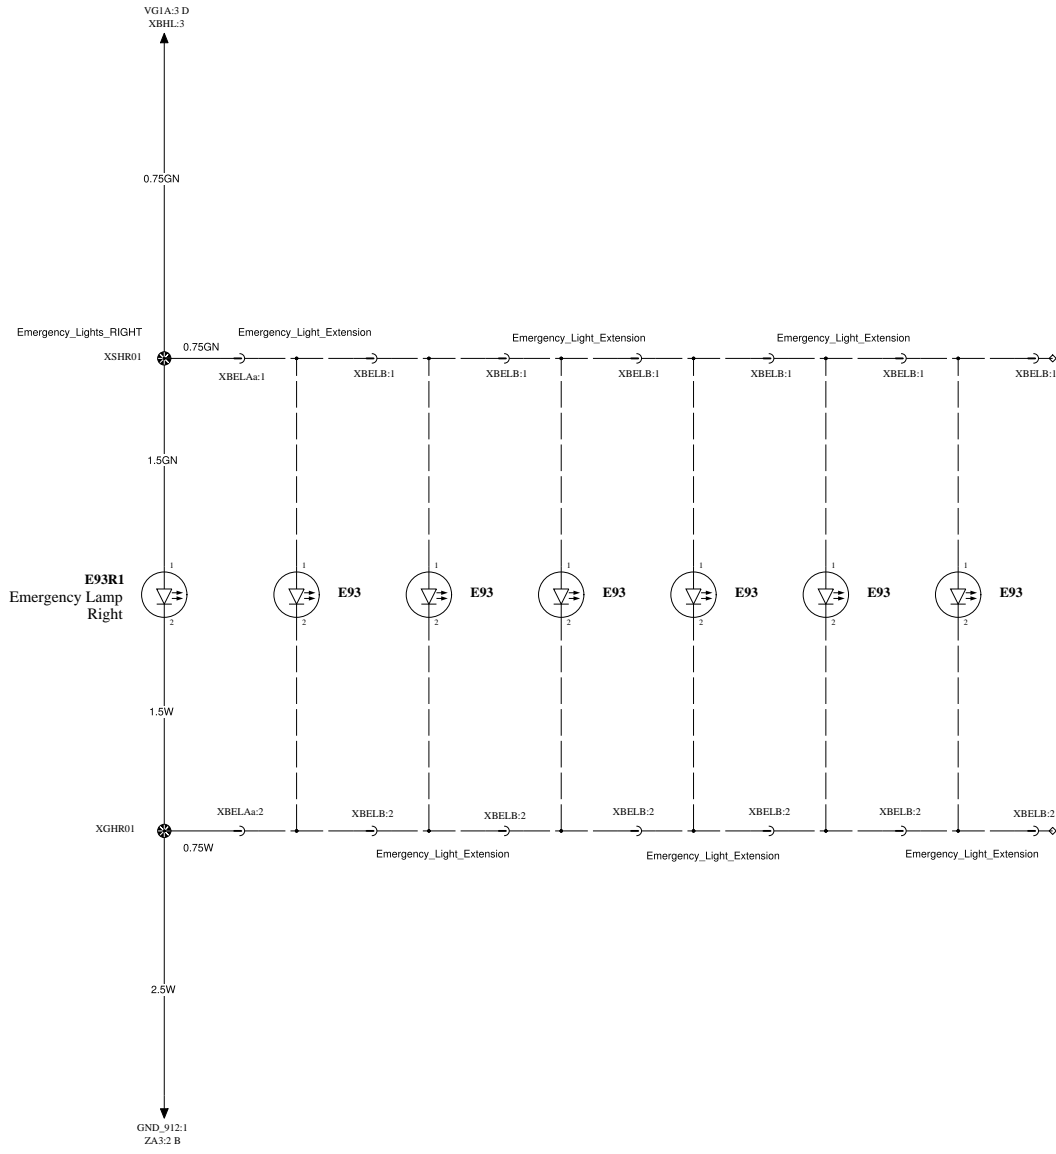 VG1A:3 D
XBHL:3
0.75GN
Emergency_Lights_RIGHT
Emergency_Light_Extension
Emergency_Light_Extension
Emergency_Light_Extension
XSHR01
0.75GN
XBELAa:1
XBELB:1
XBELB:1
XBELB:1
XBELB:1
XBELB:1
XBELB:1
1.5GN
1
1
1
1
1
1
1
E93R1
Emergency Lamp
Right
E93
E93
E93
E93
E93
E93
2
2
2
2
2
2
2
1.5W
XBELAa:2
XBELB:2
XBELB:2
XBELB:2
XBELB:2
XBELB:2
XBELB:2
XGHR01
0.75W
Emergency_Light_Extension
Emergency_Light_Extension
Emergency_Light_Extension
2.5W
GND_912:1
ZA3:2 B